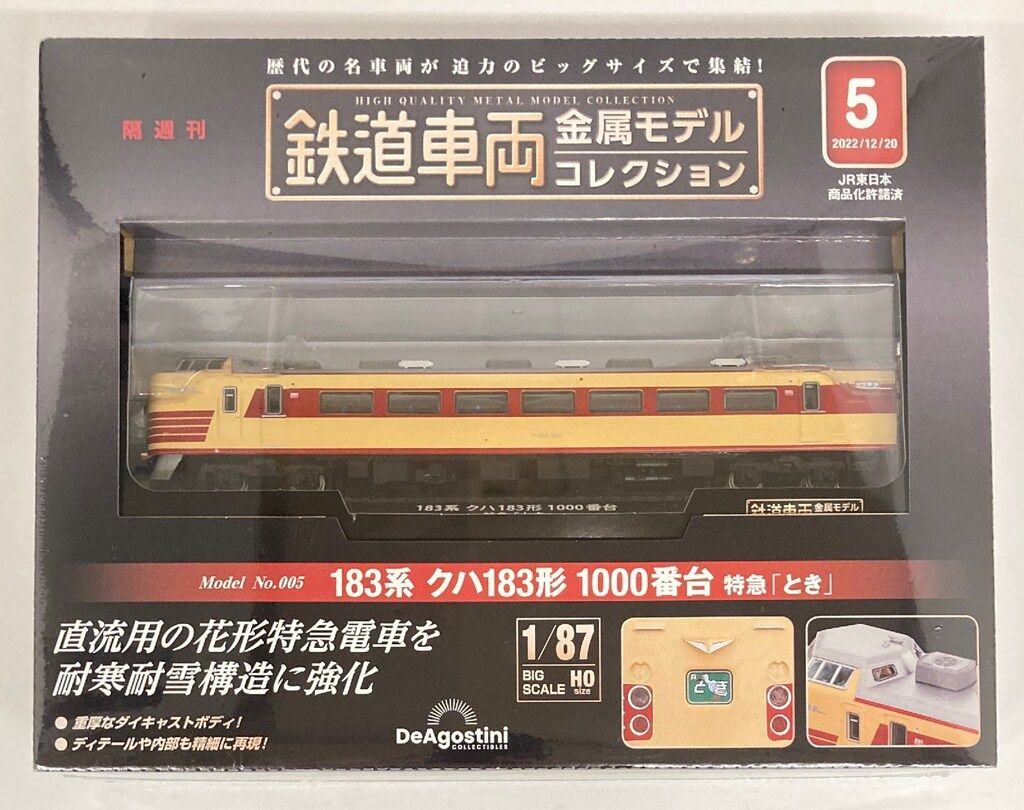 歴代の名車両が 迫力のビッグサイズで集結!
HIGH QUALITY METAL MODEL COLLECTION
隔週刊
鉄道車両 金属モデル
コレクション
5
2022/12/20
JR東日本
商品化許諾済
183系 クハ183形 1000番台
鉄道車両 金属モデル
Model No.005 183系 クハ183形 1000番台 特急「とき」
直流用の花形特急電車を
耐寒耐雪構造に強化
● 重厚なダイキャストボディ!
● ディテールや内部も精細に再現!
DeAgostini
COLLECTIBLES
1/87
BIG SCALE HO size
とき